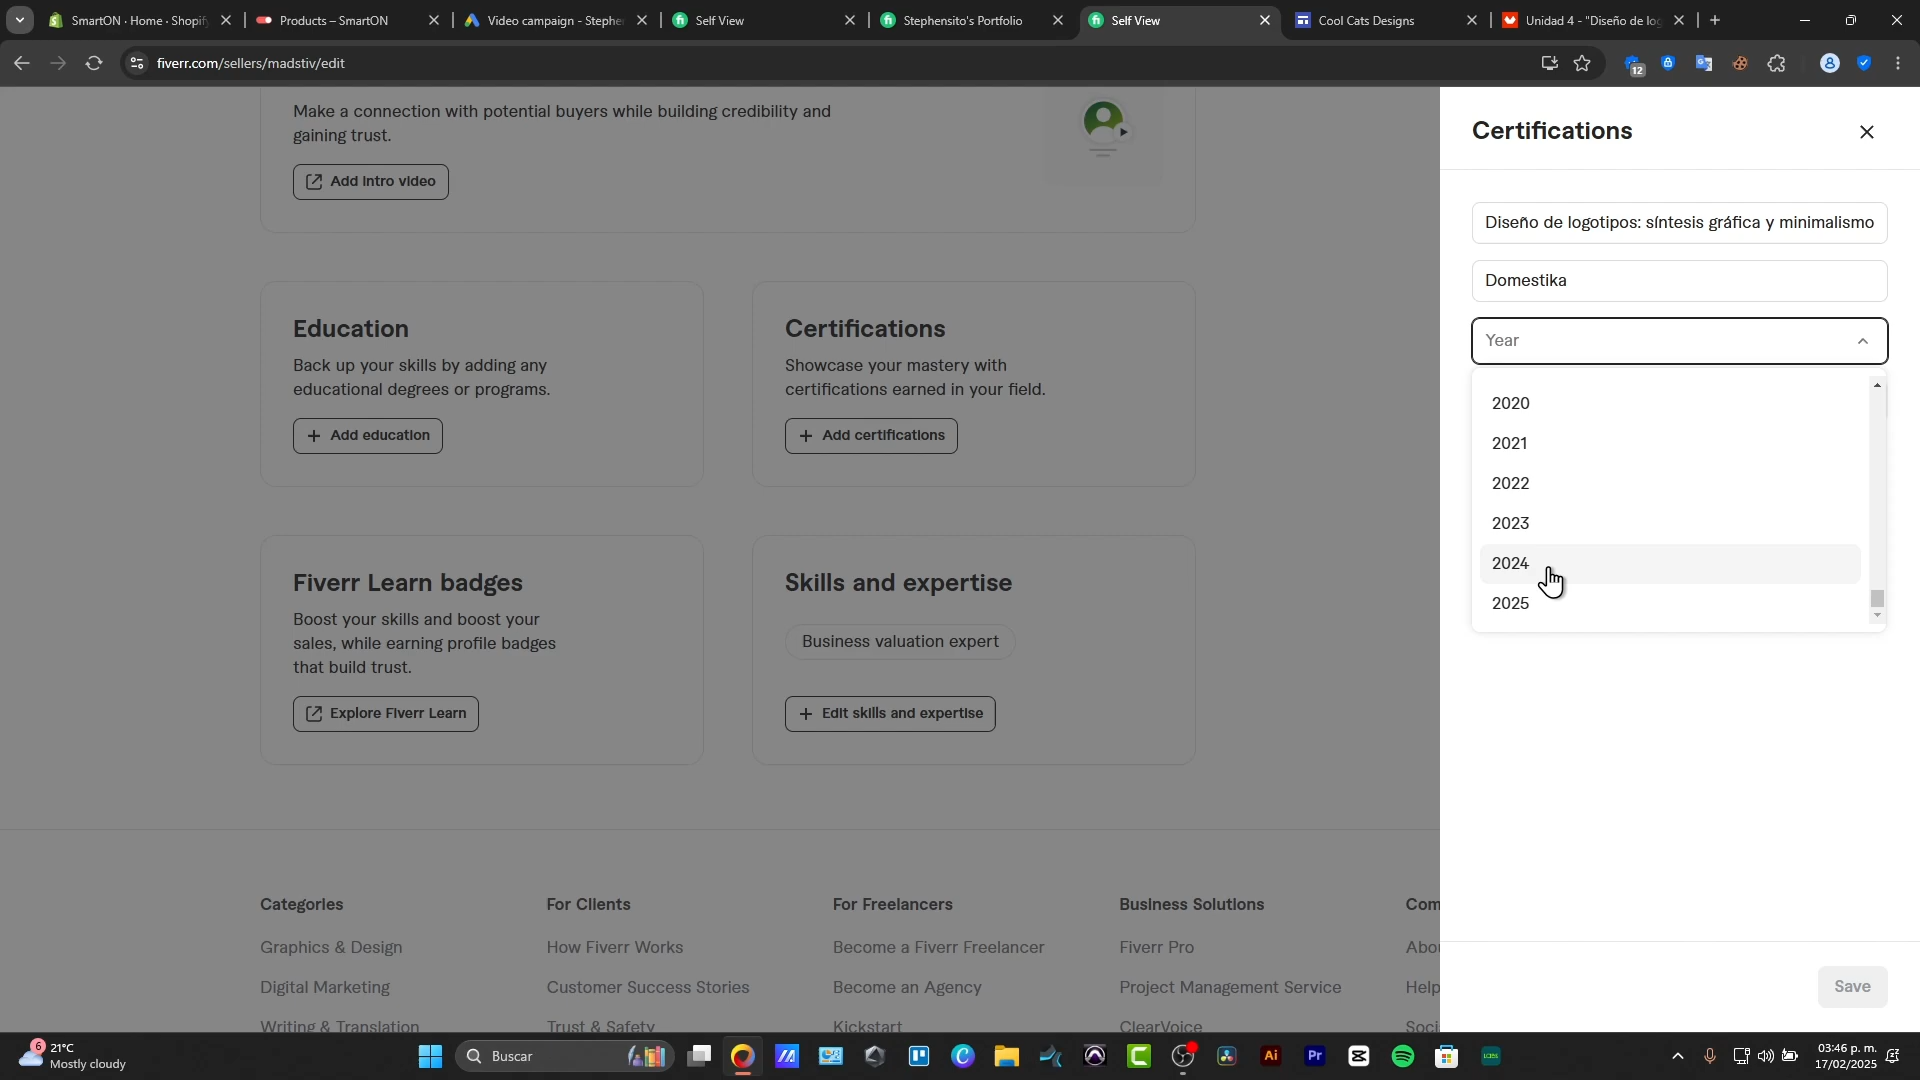 SmartON · Home · Shopify
Products – SmartON
Video campaign - Stephe
Self View
Stephensito's Portfolio
Self View
Cool Cats Designs
Unidad 4 - "Diseño de log
fiverr.com/sellers/madstiv/edit
12
Make a connection with potential buyers while building credibility and
gaining trust.
Add intro video
Education
Back up your skills by adding any
educational degrees or programs.
Add education
Certifications
Showcase your mastery with
certifications earned in your field.
Add certifications
Fiverr Learn badges
Boost your skills and boost your
sales, while earning profile badges
that build trust.
Explore Fiverr Learn
Skills and expertise
Business valuation expert
Edit skills and expertise
Categories
Graphics & Design
Digital Marketing
Writing & Translation
For Clients
How Fiverr Works
Customer Success Stories
Trust & Safety
For Freelancers
Become a Fiverr Freelancer
Become an Agency
Kickstart
Business Solutions
Fiverr Pro
Project Management Service
ClearVoice
Com
Abou
Help
Soci
Certifications
Diseño de logotipos: síntesis gráfica y minimalismo
Domestika
Year
2020
2021
2022
2023
2024
2025
Save
6
21°C
Mostly cloudy
Buscar
Ai
Pr
03:46 p. m.
17/02/2025